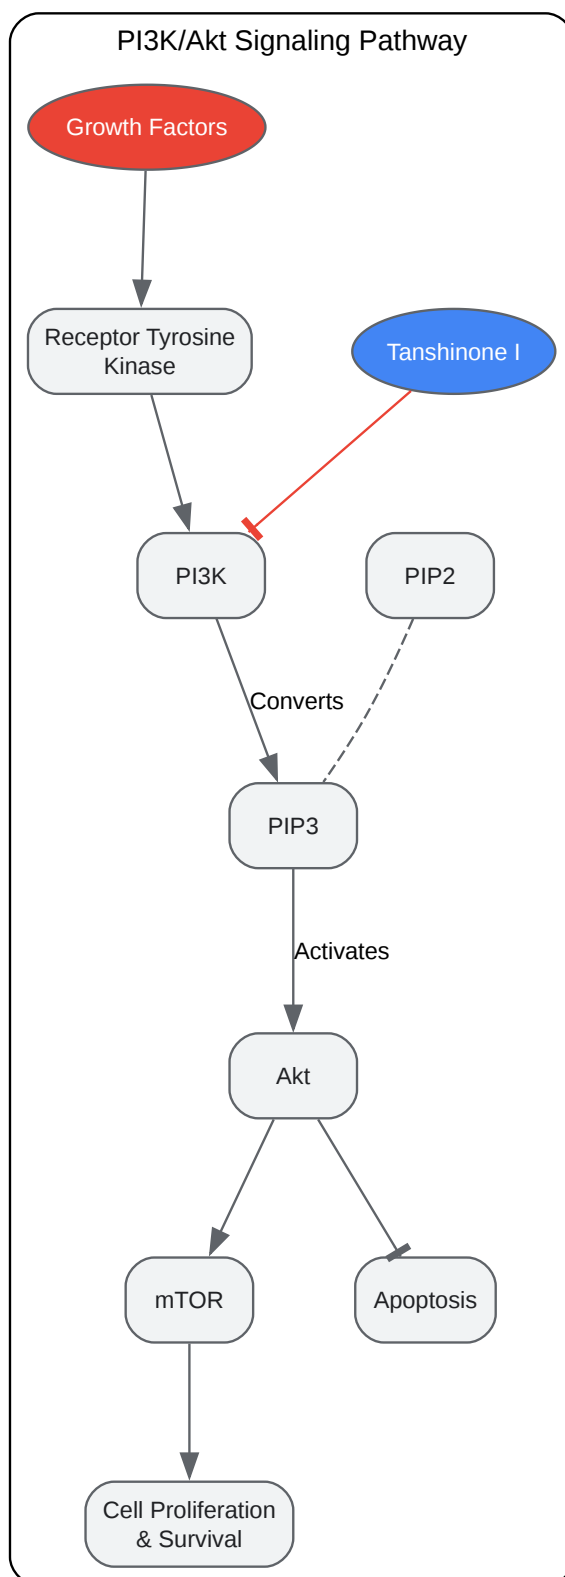 PI3K/Akt Signaling Pathway
Growth Factors
Receptor Tyrosine
Kinase
Tanshinone I
PI3K
PIP2
Converts
PIP3
Activates
Akt
mTOR
Apoptosis
Cell Proliferation
& Survival